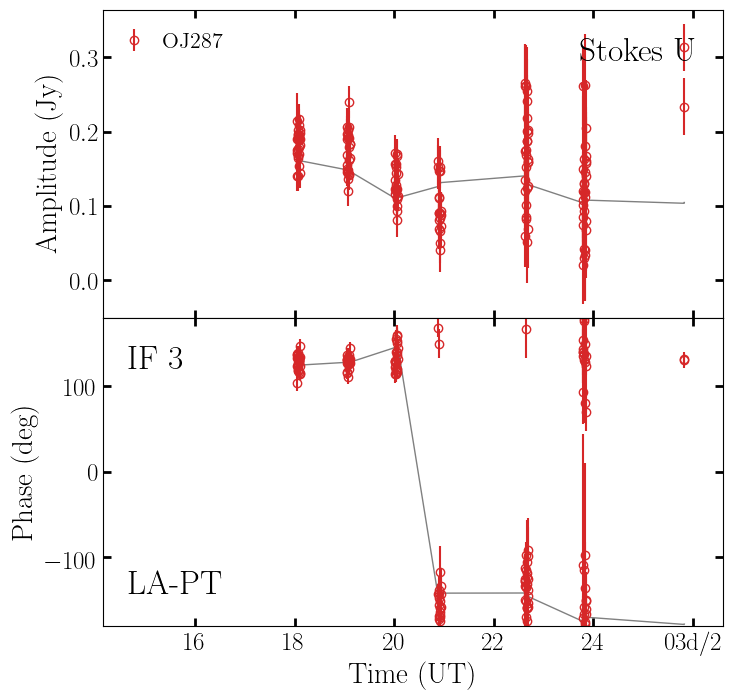 OJ287
Stokes U
0.3
0.2
0.1
0.0
Amplitude (Jy)
IF 3
100
0
−100
Phase (deg)
LA-PT
16
18
20
22
24
03d/2
Time (UT)